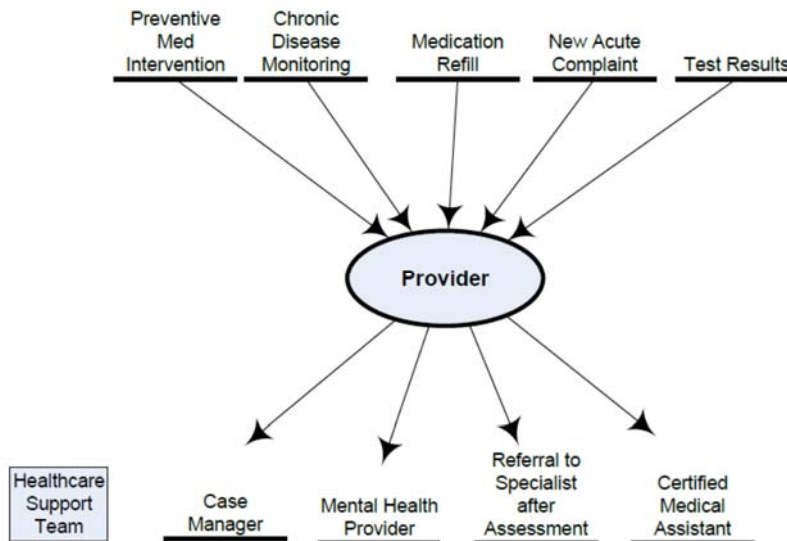 Preventive
Med
Intervention
Chronic
Disease
Monitoring
Medication
Refill
New Acute
Complaint
Test Results
Provider
Healthcare
Support
Team
Case
Manager
Mental Health
Provider
Referral to
Specialist
after
Assessment
Certified
Medical
Assistant